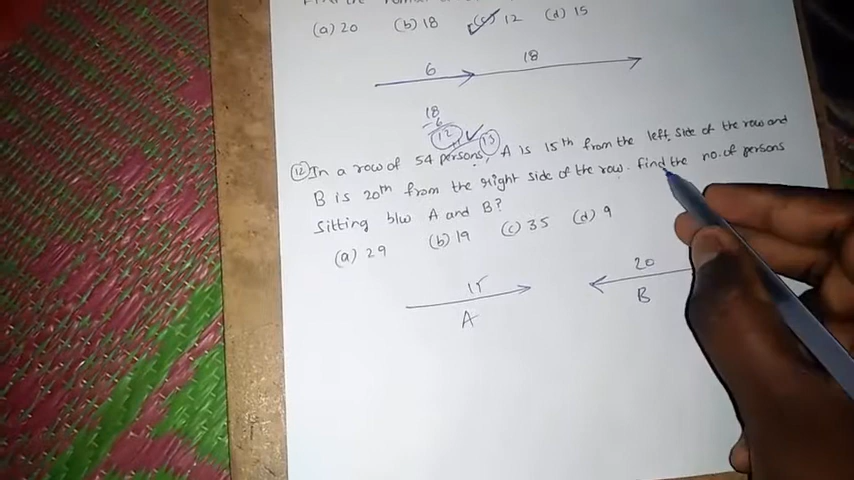 (a) 20 (b) 18 (c) 12 (d) 15
6 18
18
6
12
13
(12) In a row of 54 persons, A is 15th from the left side of the row and
B is 20th from the right side of the row. find the no. of persons
Sitting b/w A and B?
(a) 29 (b) 19 (c) 35 (d) 9
15 20
A B